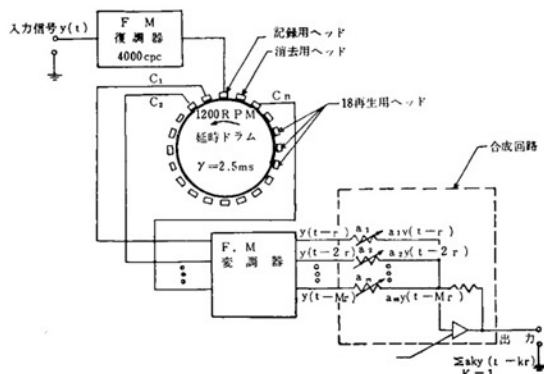 入力信号 y(t)
F M
復調器
4000cpc
記録用ヘッド
消去用ヘッド
C₁
C₂
Cn
1200RPM
延時ドラム
γ=2.5ms
18再生用ヘッド
合成回路
F.M
変調器
y(t−r)
a₁
a₁y(t−r)
y(t−2r)
a₂
a₂y(t−2r)
y(t−Mr)
aₘ
aₘy(t−Mr)
出力
Σaky(t−kr)
K=1